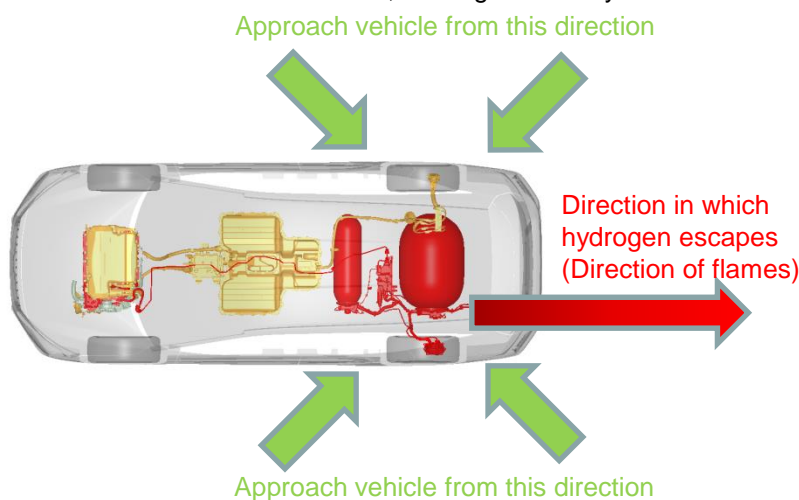 Approach vehicle from this direction
Direction in which
hydrogen escapes
(Direction of flames)
Approach vehicle from this direction